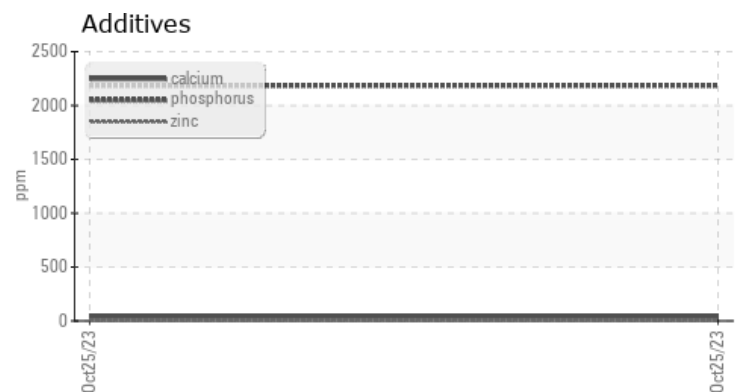 Additives
2500
2000
1500
1000
500
0
ppm
calcium
phosphorus
zinc
Oct25/23
Oct25/23